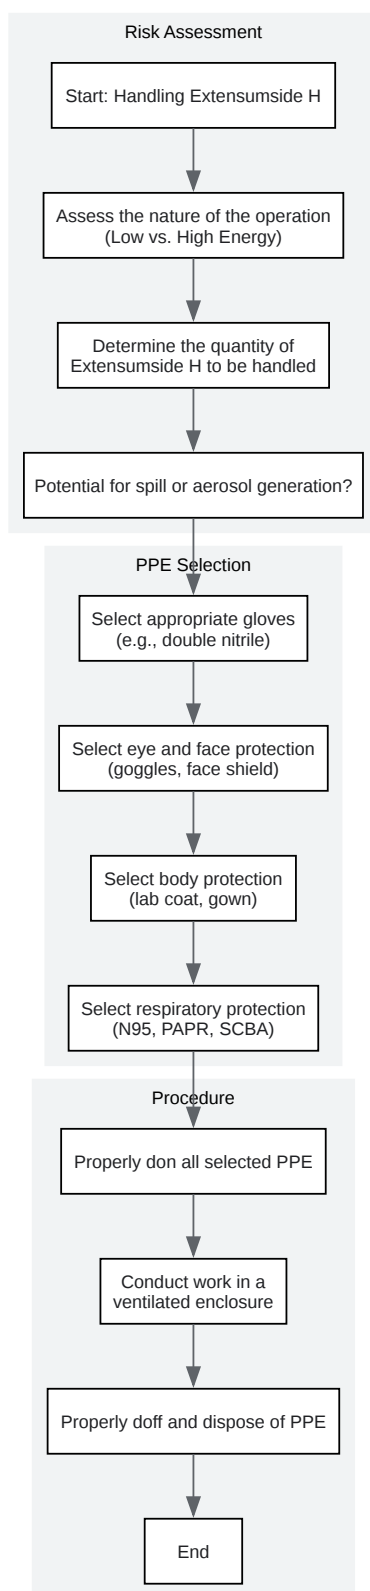 Risk Assessment
Start: Handling Extensumside H
Assess the nature of the operation
(Low vs. High Energy)
Determine the quantity of
Extensumside H to be handled
Potential for spill or aerosol generation?
PPE Selection
Select appropriate gloves
(e.g., double nitrile)
Select eye and face protection
(goggles, face shield)
Select body protection
(lab coat, gown)
Select respiratory protection
(N95, PAPR, SCBA)
Procedure
Properly don all selected PPE
Conduct work in a
ventilated enclosure
Properly doff and dispose of PPE
End